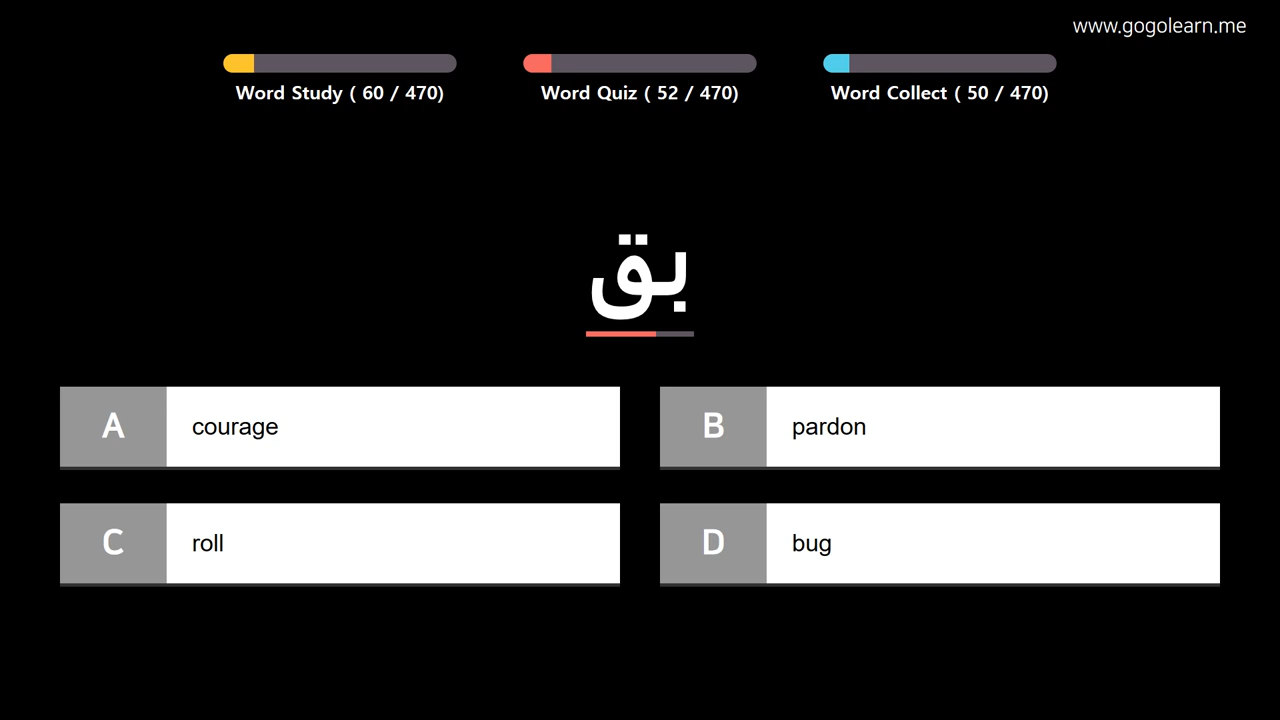 www.gogolearn.me
Word Study ( 60 / 470)
Word Quiz ( 52 / 470)
Word Collect ( 50 / 470)
بق
A courage
B pardon
C roll
D bug